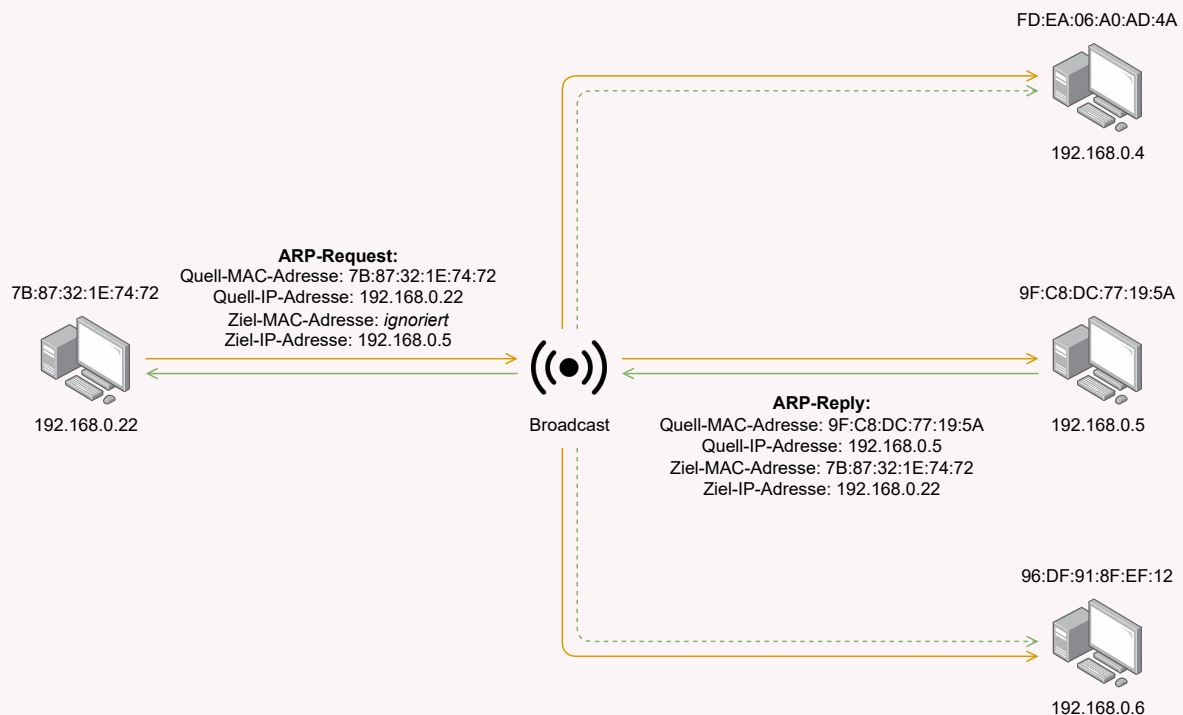 FD:EA:06:A0:AD:4A
192.168.0.4
ARP-Request:
Quell-MAC-Adresse: 7B:87:32:1E:74:72
Quell-IP-Adresse: 192.168.0.22
Ziel-MAC-Adresse: ignoriert
Ziel-IP-Adresse: 192.168.0.5
7B:87:32:1E:74:72
192.168.0.22
Broadcast
9F:C8:DC:77:19:5A
192.168.0.5
ARP-Reply:
Quell-MAC-Adresse: 9F:C8:DC:77:19:5A
Quell-IP-Adresse: 192.168.0.5
Ziel-MAC-Adresse: 7B:87:32:1E:74:72
Ziel-IP-Adresse: 192.168.0.22
96:DF:91:8F:EF:12
192.168.0.6